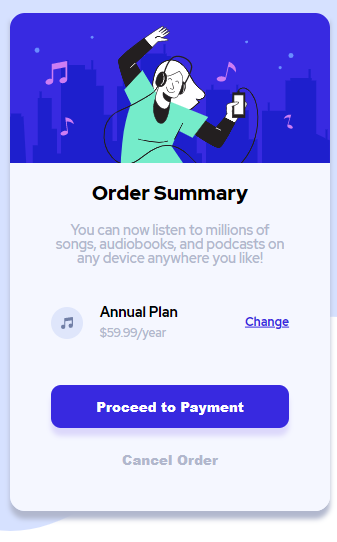 Order Summary
You can now listen to millions of
songs, audiobooks, and podcasts on
any device anywhere you like!
Annual Plan
Change
$59.99/year
Proceed to Payment
Cancel Order